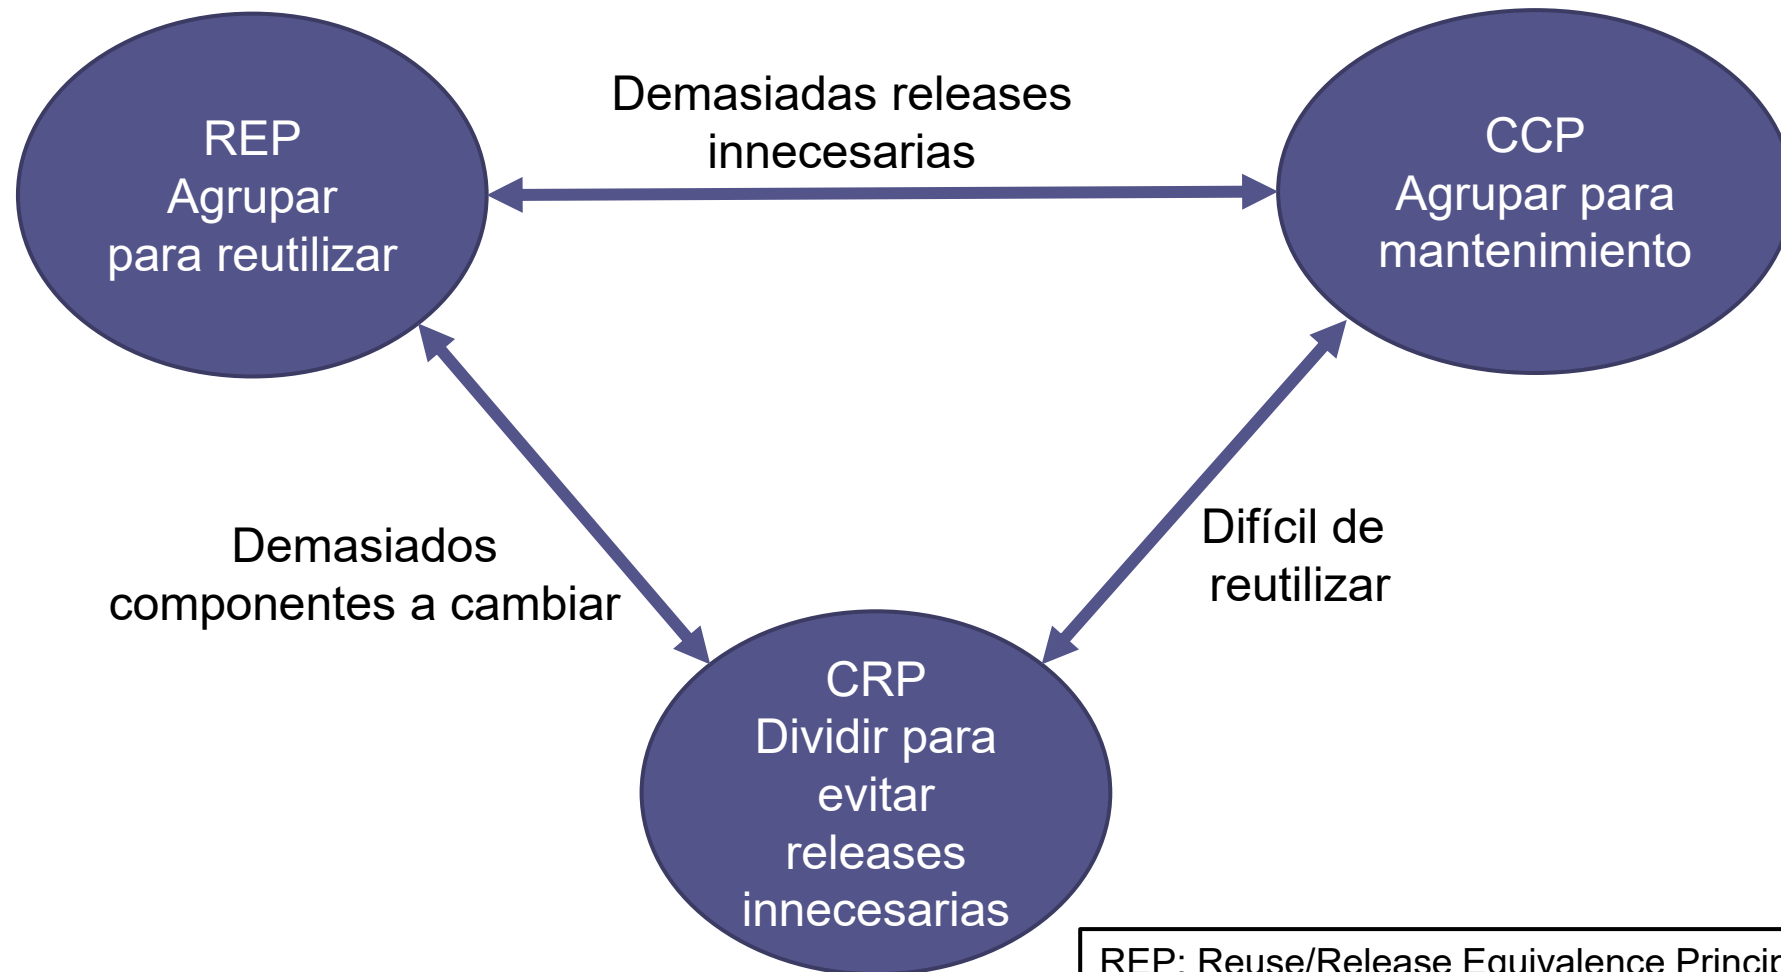 REP
Agrupar
para reutilizar
Demasiadas releases
innecesarias
CCP
Agrupar para
mantenimiento
Demasiados
componentes a cambiar
Difícil de
reutilizar
CRP
Dividir para
evitar
releases
innecesarias
REP: Reuse/Release Equivalence